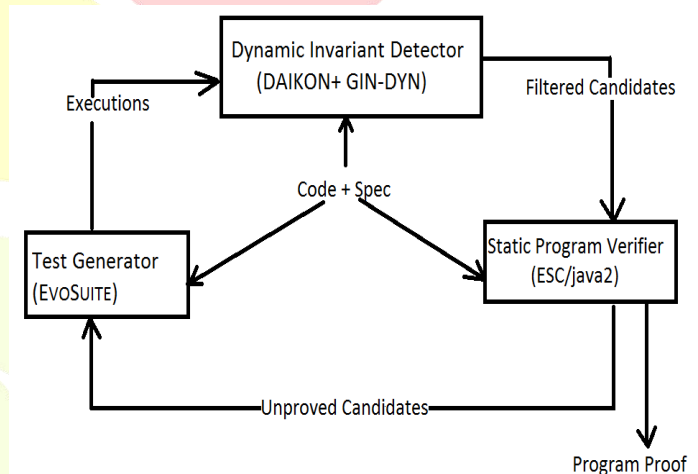 Dynamic Invariant Detector
(DAIKON+ GIN-DYN)
Executions
Filtered Candidates
Code + Spec
Test Generator
(EVOSUITE)
Static Program Verifier
(ESC/java2)
Unproved Candidates
Program Proof